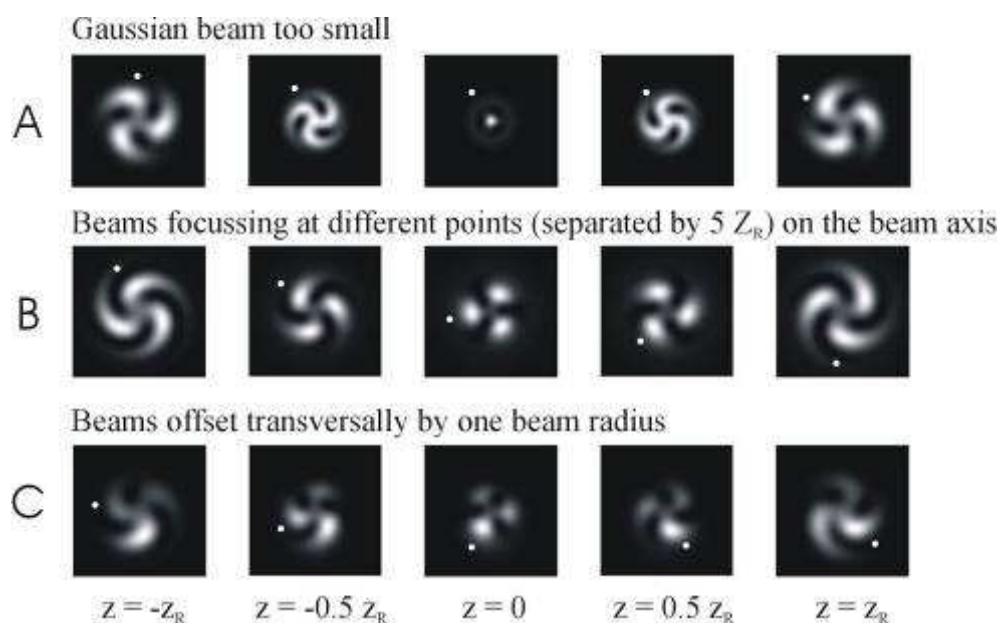 Gaussian beam too small
A
Beams focussing at different points (separated by 5 Z_R) on the beam axis
B
Beams offset transversally by one beam radius
C
z = -z_R z = -0.5 z_R z = 0 z = 0.5 z_R z = z_R